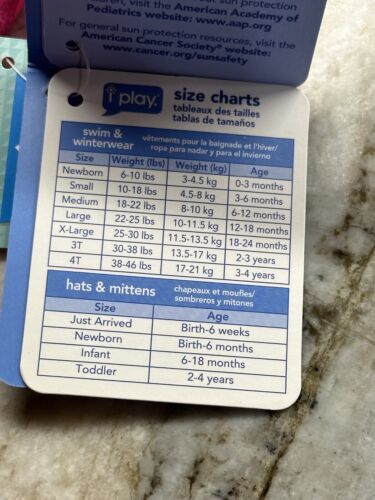 children, visit the American Academy of
Pediatrics website: www.aap.org
For general sun protection resources, visit the
American Cancer Society® website:
www.cancer.org/sunsafety
i play.
size charts
tableaux des tailles
tablas de tamaños
swim & winterwear vêtements pour la baignade et l'hiver/ ropa para nadar y para el invierno
Size Weight (lbs) Weight (kg) Age
Newborn 6-10 lbs 3-4.5 kg 0-3 months
Small 10-18 lbs 4.5-8 kg 3-6 months
Medium 18-22 lbs 8-10 kg 6-12 months
Large 22-25 lbs 10-11.5 kg 12-18 months
X-Large 25-30 lbs 11.5-13.5 kg 18-24 months
3T 30-38 lbs 13.5-17 kg 2-3 years
4T 38-46 lbs 17-21 kg 3-4 years
hats & mittens chapeaux et moufles/ sombreros y mitones
Size Age
Just Arrived Birth-6 weeks
Newborn Birth-6 months
Infant 6-18 months
Toddler 2-4 years